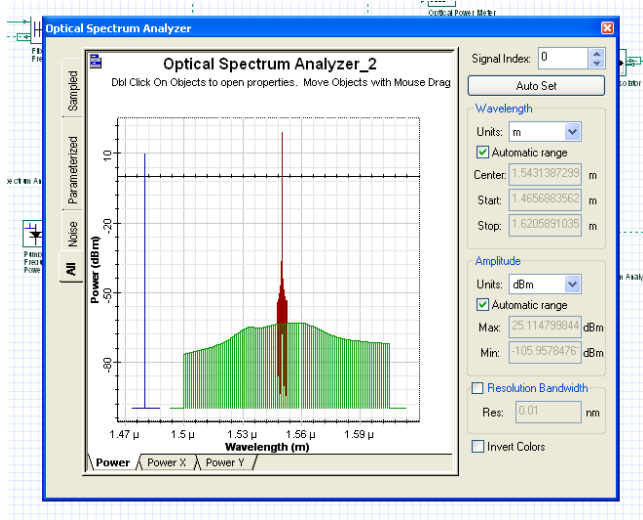 Optical Power Meter
Optical Spectrum Analyzer
Optical Spectrum Analyzer_2
Dbl Click On Objects to open properties. Move Objects with Mouse Drag
Sampled
Parameterized
Noise
All
Power (dBm)
10
-20
-50
-80
1.47 µ
1.5 µ
1.53 µ
1.56 µ
1.59 µ
Wavelength (m)
Power
Power X
Power Y
Signal Index: 0
Auto Set
Wavelength
Units: m
Automatic range
Center: 1.5431387299 m
Start: 1.4656883562 m
Stop: 1.6205891035 m
Amplitude
Units: dBm
Automatic range
Max: 25.114799844 dBm
Min: -105.9578476 dBm
Resolution Bandwidth
Res: 0.01 nm
Invert Colors